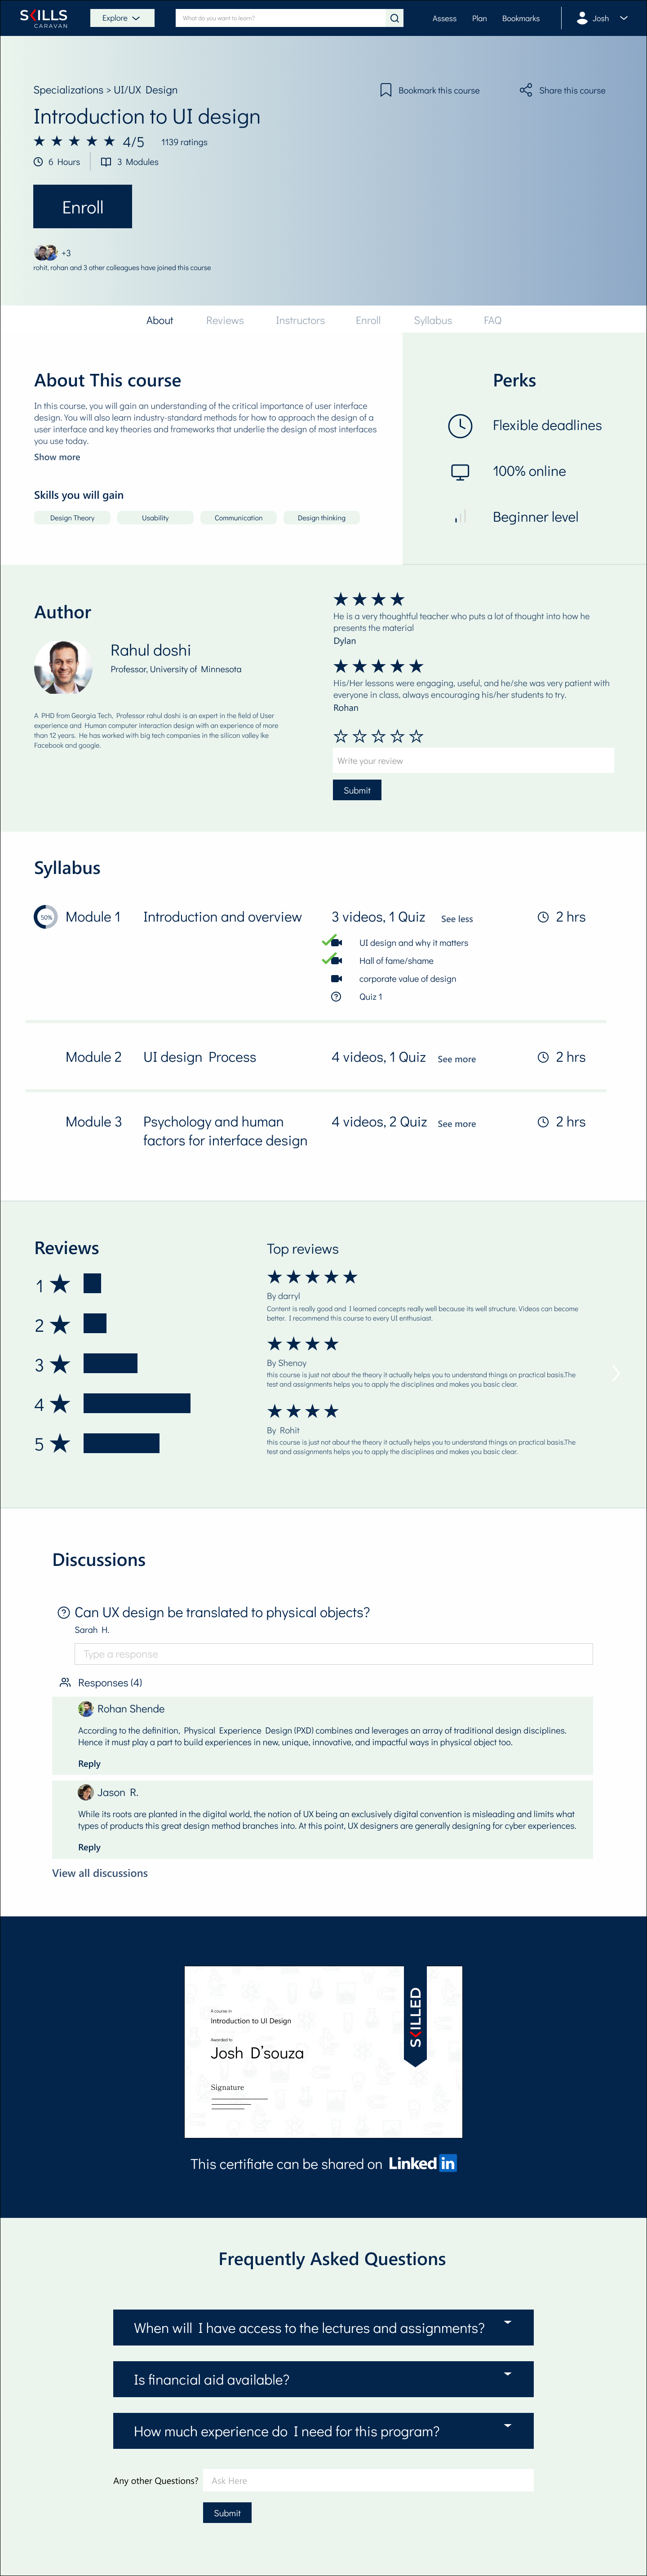 SKILLS
CARAVAN
Explore
What do you want to learn?
Assess
Plan
Bookmarks
Josh
Specializations > UI/UX Design
Bookmark this course
Share this course
Introduction to UI design
4/5
1139 ratings
6 Hours
3 Modules
Enroll
+3
rohit, rohan and 3 other colleagues have joined this course
About
Reviews
Instructors
Enroll
Syllabus
FAQ
About This course
In this course, you will gain an understanding of the critical importance of user interface
design. You will also learn industry-standard methods for how to approach the design of a
user interface and key theories and frameworks that underlie the design of most interfaces
you use today.
Show more
Skills you will gain
Design Theory
Usability
Communication
Design thinking
Perks
Flexible deadlines
100% online
Beginner level
Author
Rahul doshi
Professor, University of Minnesota
A PHD from Georgia Tech, Professor rahul doshi is an expert in the field of User
experience and Human computer interaction design with an experience of more
than 12 years. He has worked with big tech companies in the silicon valley lke
Facebook and google.
He is a very thoughtful teacher who puts a lot of thought into how he
presents the material
Dylan
His/Her lessons were engaging, useful, and he/she was very patient with
everyone in class, always encouraging his/her students to try.
Rohan
Write your review
Submit
Syllabus
50%
Module 1
Introduction and overview
3 videos, 1 Quiz
See less
2 hrs
UI design and why it matters
Hall of fame/shame
corporate value of design
Quiz 1
Module 2
UI design Process
4 videos, 1 Quiz
See more
2 hrs
Module 3
Psychology and human
factors for interface design
4 videos, 2 Quiz
See more
2 hrs
Reviews
1
2
3
4
5
Top reviews
By darryl
Content is really good and I learned concepts really well because its well structure. Videos can become
better. I recommend this course to every UI enthusiast.
By Shenoy
this course is just not about the theory it actually helps you to understand things on practical basis.The
test and assignments helps you to apply the disciplines and makes you basic clear.
By Rohit
this course is just not about the theory it actually helps you to understand things on practical basis.The
test and assignments helps you to apply the disciplines and makes you basic clear.
Discussions
Can UX design be translated to physical objects?
Sarah H.
Type a response
Responses (4)
Rohan Shende
According to the definition, Physical Experience Design (PXD) combines and leverages an array of traditional design disciplines.
Hence it must play a part to build experiences in new, unique, innovative, and impactful ways in physical object too.
Reply
Jason R.
While its roots are planted in the digital world, the notion of UX being an exclusively digital convention is misleading and limits what
types of products this great design method branches into. At this point, UX designers are generally designing for cyber experiences.
Reply
View all discussions
A course in
Introduction to UI Design
Awarded to
Josh D'souza
Signature
SKILLED
This certifiate can be shared on LinkedIn
Frequently Asked Questions
When will I have access to the lectures and assignments?
Is financial aid available?
How much experience do I need for this program?
Any other Questions?
Ask Here
Submit